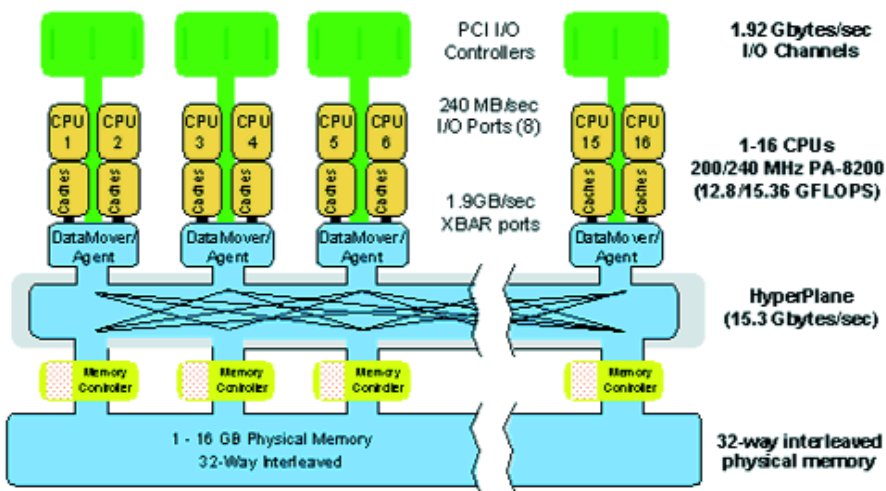 PCI I/O
Controllers
1.92 Gbytes/sec
I/O Channels
CPU
1
CPU
2
CPU
3
CPU
4
CPU
5
CPU
6
240 MB/sec
I/O Ports (8)
CPU
15
CPU
16
1-16 CPUs
200/240 MHz PA-8200
(12.8/15.36 GFLOPS)
Caches
Caches
Caches
Caches
Caches
Caches
1.9GB/sec
XBAR ports
Caches
Caches
DataMover/
Agent
DataMover/
Agent
DataMover/
Agent
DataMover/
Agent
HyperPlane
(15.3 Gbytes/sec)
Memory
Controller
Memory
Controller
Memory
Controller
Memory
Controller
1 - 16 GB Physical Memory
32-Way Interleaved
32-way interleaved
physical memory